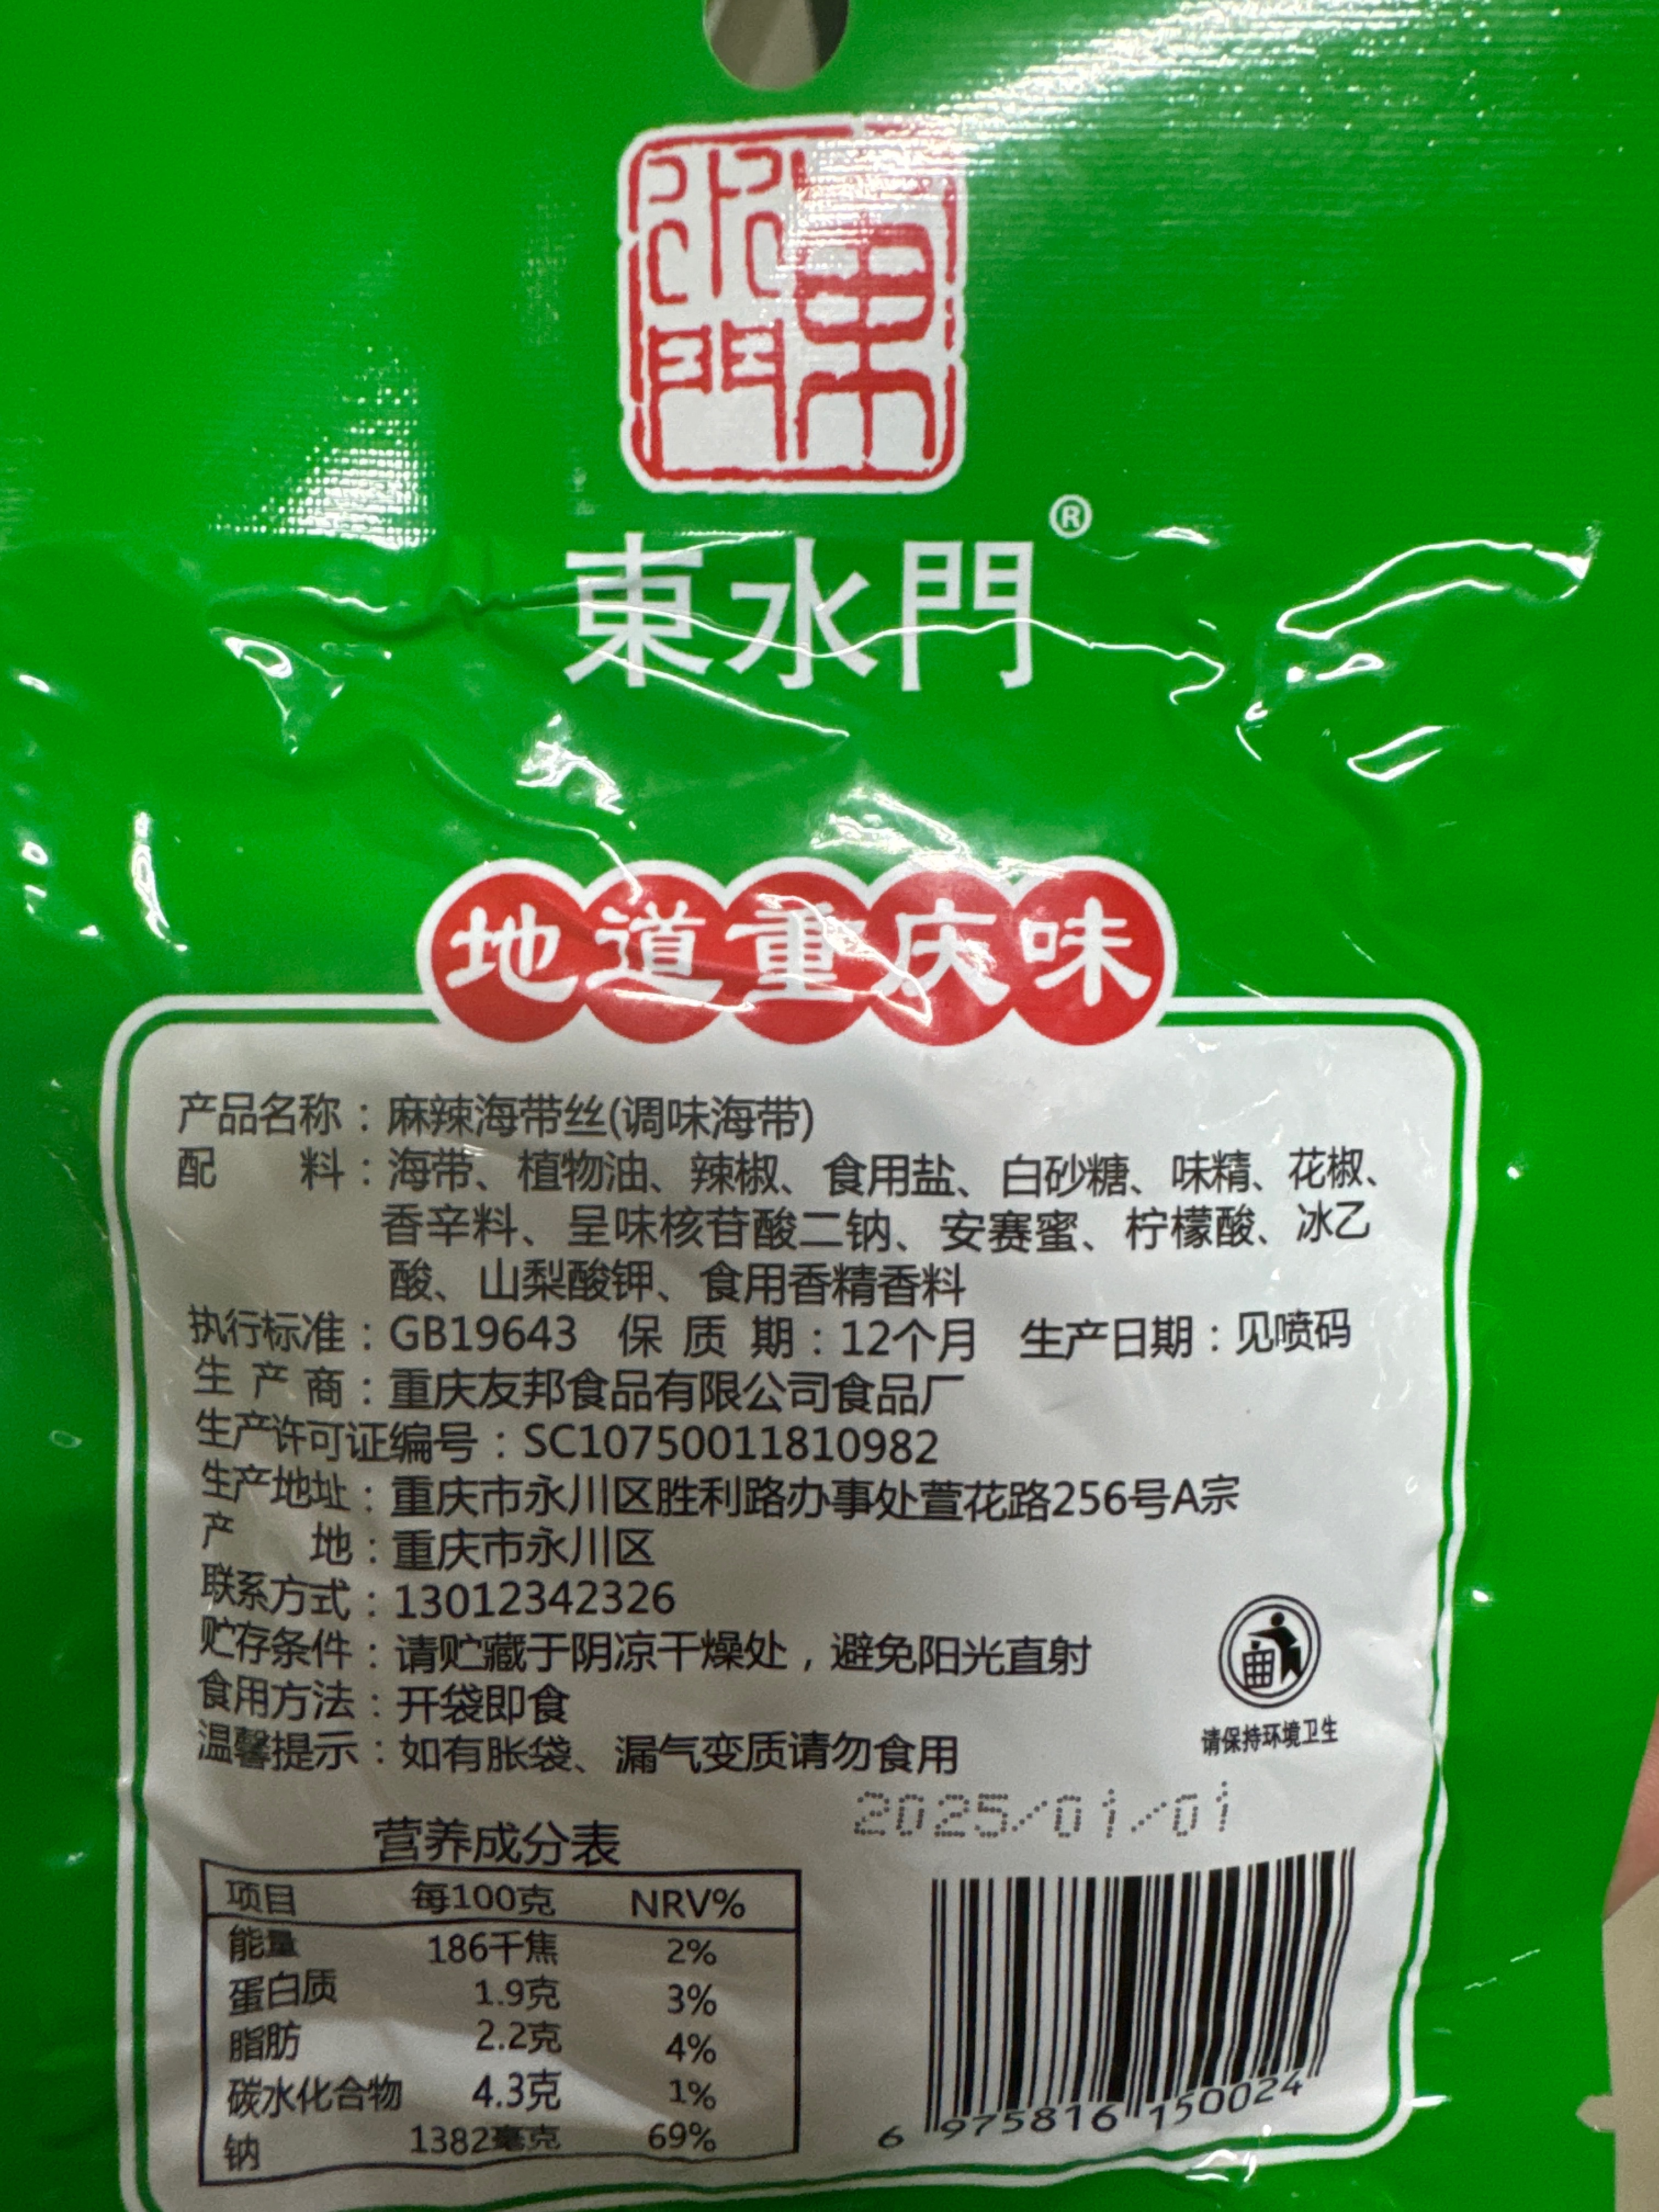 東水門
東水門®
地道重庆味
产品名称：麻辣海带丝(调味海带)
配 料：海带、植物油、辣椒、食用盐、白砂糖、味精、花椒、
香辛料、呈味核苷酸二钠、安赛蜜、柠檬酸、冰乙
酸、山梨酸钾、食用香精香料
执行标准：GB19643 保 质 期：12个月 生产日期：见喷码
生 产 商：重庆友邦食品有限公司食品厂
生产许可证编号：SC10750011810982
生产地址：重庆市永川区胜利路办事处萱花路256号A宗
产 地：重庆市永川区
联系方式：13012342326
贮存条件：请贮藏于阴凉干燥处，避免阳光直射
食用方法：开袋即食
温馨提示：如有胀袋、漏气变质请勿食用
请保持环境卫生
2025/01/01
营养成分表
项目 每100克 NRV%
能量 186千焦 2%
蛋白质 1.9克 3%
脂肪 2.2克 4%
碳水化合物 4.3克 1%
钠 1382毫克 69%
6 975816 150024